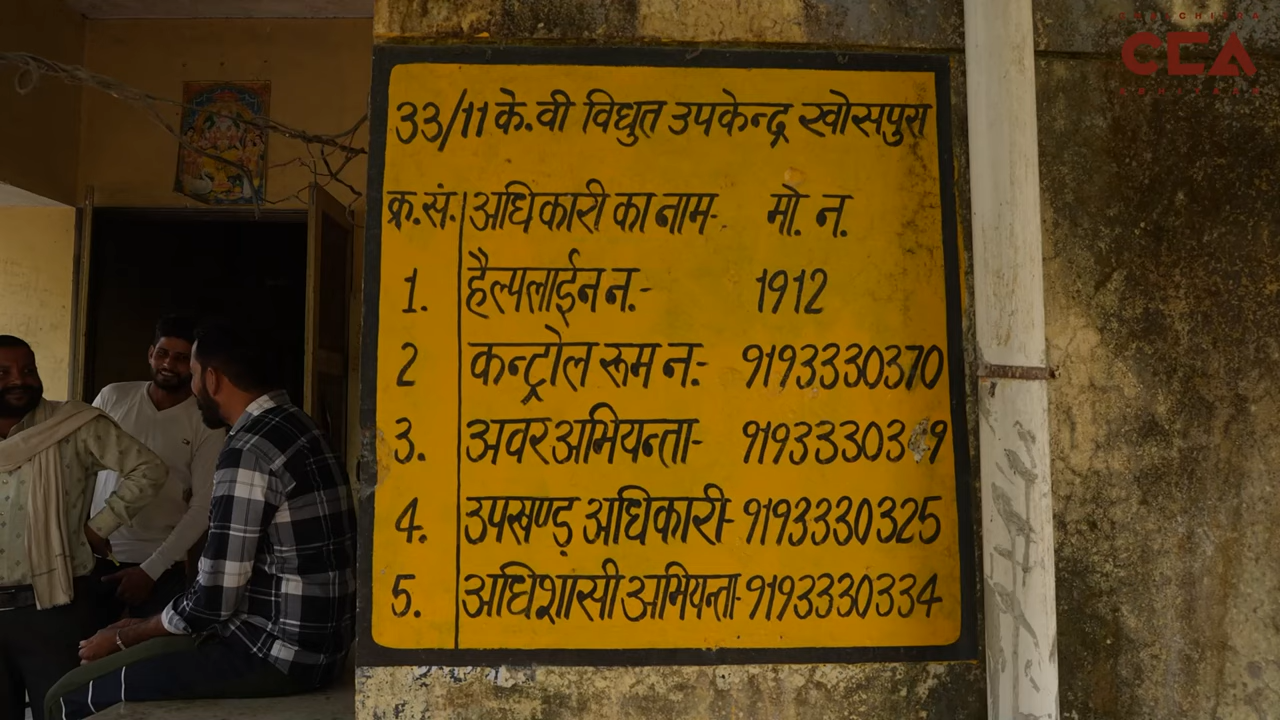 33/11 के.वी विधुत उपकेन्द्र खोसपुरा
क्र.सं. अधिकारी का नाम- मो. न.
1. हैल्पलाईन न.- 1912
2 कन्ट्रोल रूम न:- 9193330370
3. अवर अभियन्ता-
4. उपखण्ड़ अधिकारी- 9193330325
5. अधिशासी अभियन्ता- 9193330334
CEA